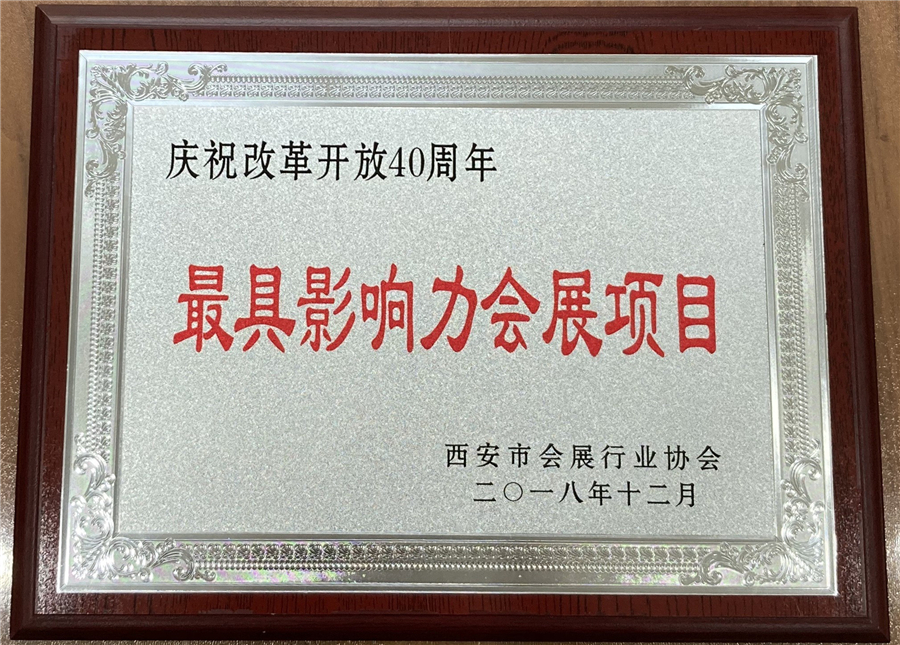 庆祝改革开放40周年
最具影响力会展项目
西安市会展行业协会
二〇一八年十二月